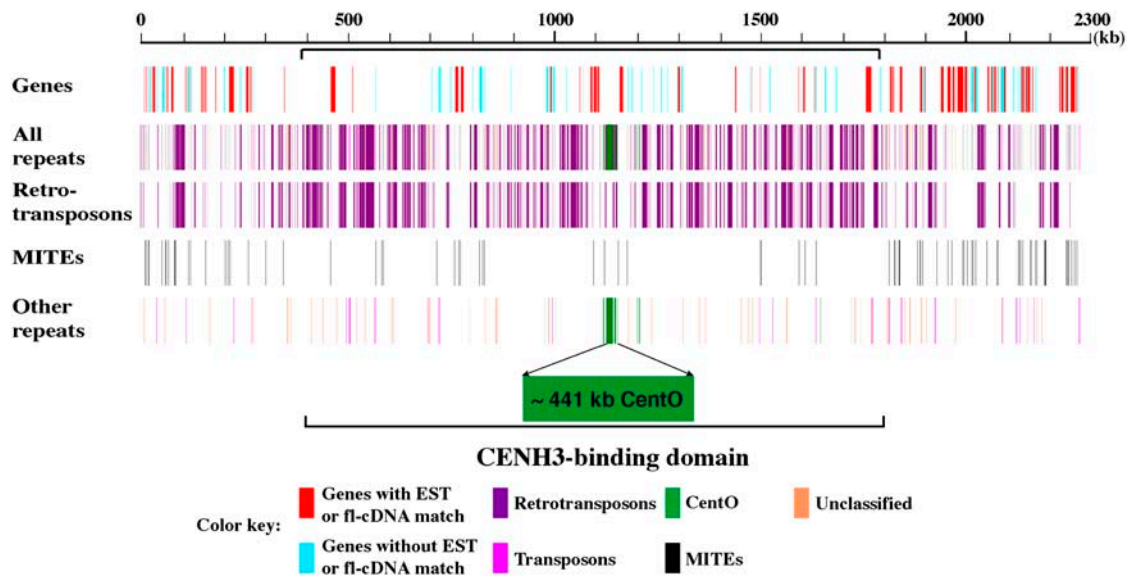 0 500 1000 1500 2000 2300
(kb)
Genes
All
repeats
Retro-
transposons
MITEs
Other
repeats
~ 441 kb CentO
CENH3-binding domain
Color key:
Genes with EST
or fl-cDNA match
Retrotransposons
CentO
Unclassified
Genes without EST
or fl-cDNA match
Transposons
MITEs